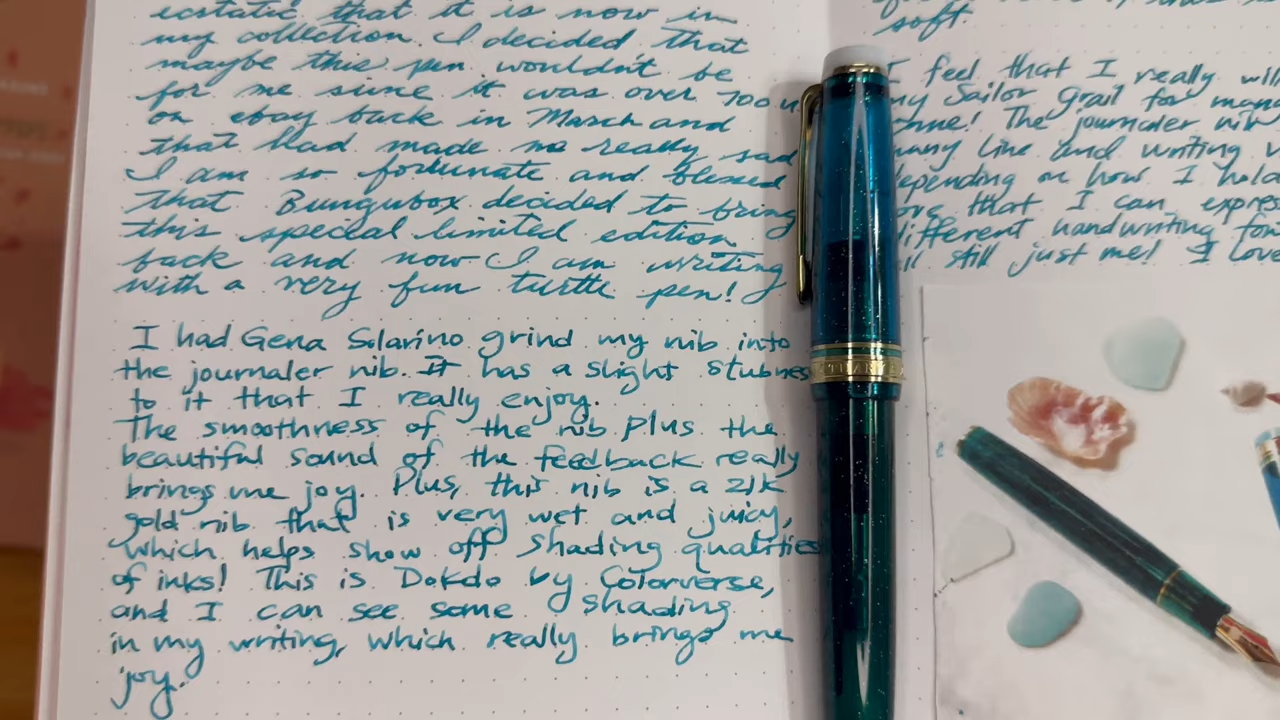 ecstatic that it is now in
my collection. I decided that
maybe this pen wouldn't be
for me since it was over 700
on ebay back in March and
that had made me really sad
I am so fortunate and blessed
that Bungubox decided to bring
this special limited edition
back and now I am writing
with a very fun turtle pen!
I had Gena Salarino grind my nib into
the journaler nib. It has a slight stubness
to it that I really enjoy.
The smoothness of the nib plus the
beautiful sound of the feedback really
brings me joy. Plus, this nib is a 21k
gold nib that is very wet and juicy,
which helps show off shading qualities
of inks! This is Dokdo by Colorverse,
and I can see some shading
in my writing, which really brings me
joy.
soft.
I feel that I really
my Sailor Grail for
The journaler nib
line and writing
depending on how I
that I can
different handwriting
still just me! I love